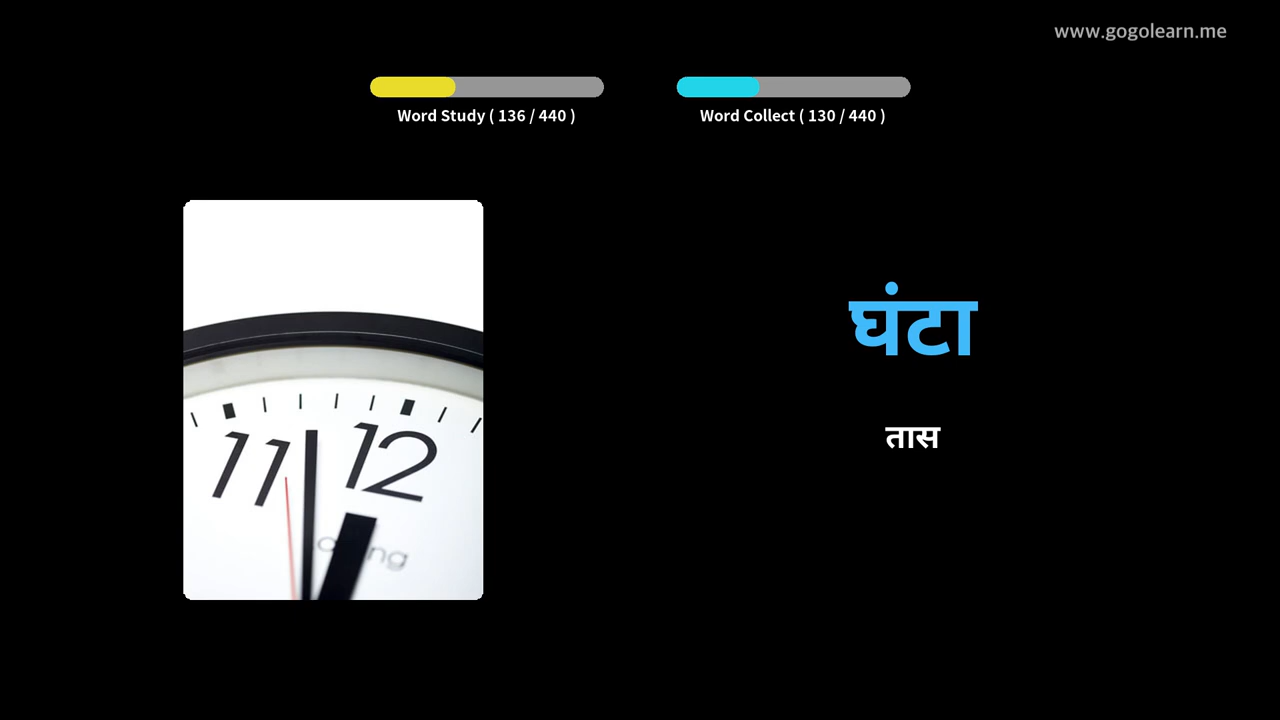 www.gogolearn.me
Word Study ( 136 / 440 )
Word Collect ( 130 / 440 )
घंटा
तास
11
12